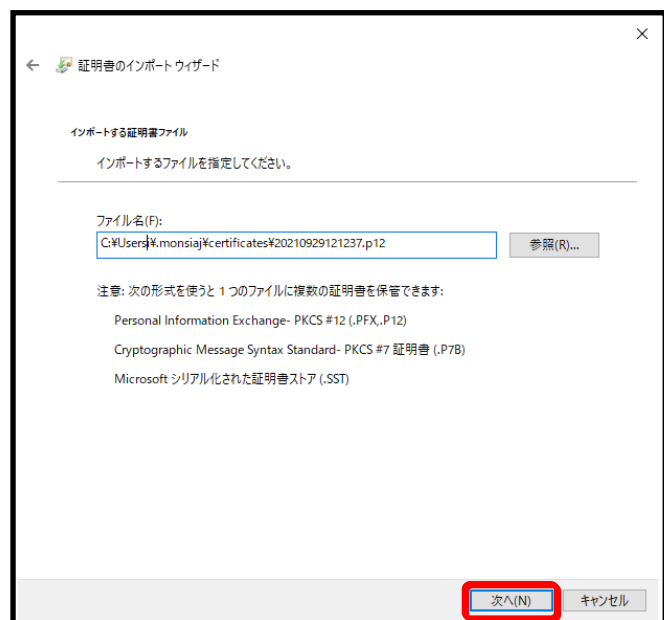 証明書のインポート ウィザード
インポートする証明書ファイル
インポートするファイルを指定してください。
ファイル名(F):
C:¥Users¥.monsiaj¥certificates¥20210929121237.p12
参照(R)...
注意: 次の形式を使うと 1 つのファイルに複数の証明書を保管できます:
Personal Information Exchange- PKCS #12 (.PFX,.P12)
Cryptographic Message Syntax Standard- PKCS #7 証明書 (.P7B)
Microsoft シリアル化された証明書ストア (.SST)
次へ(N)
キャンセル